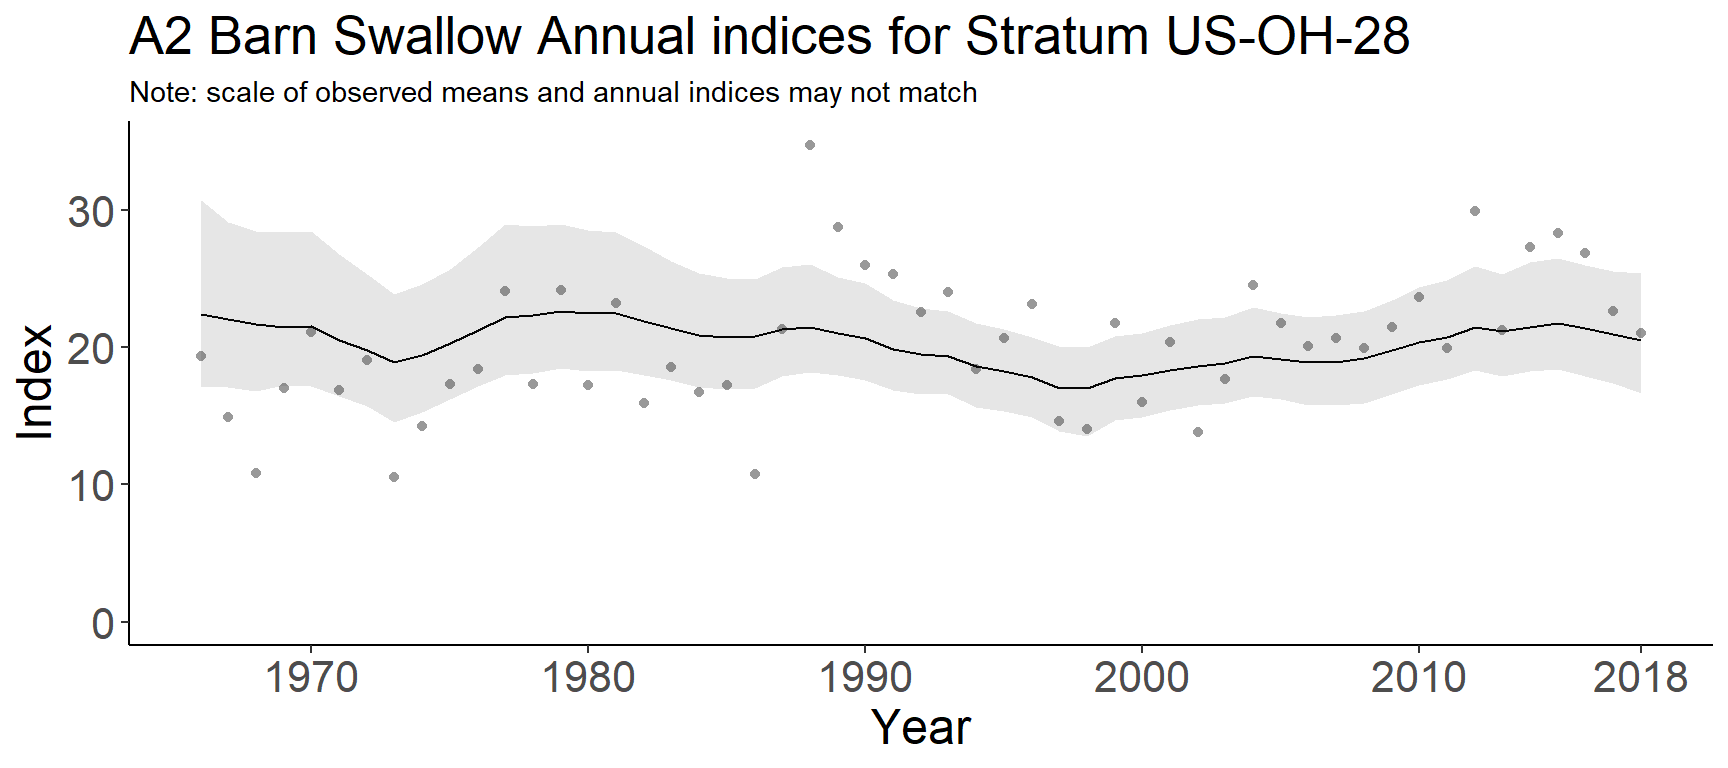 A2 Barn Swallow Annual indices for Stratum US-OH-28
Note: scale of observed means and annual indices may not match
30
20
10
0
Index
1970 1980 1990 2000 2010 2018
Year